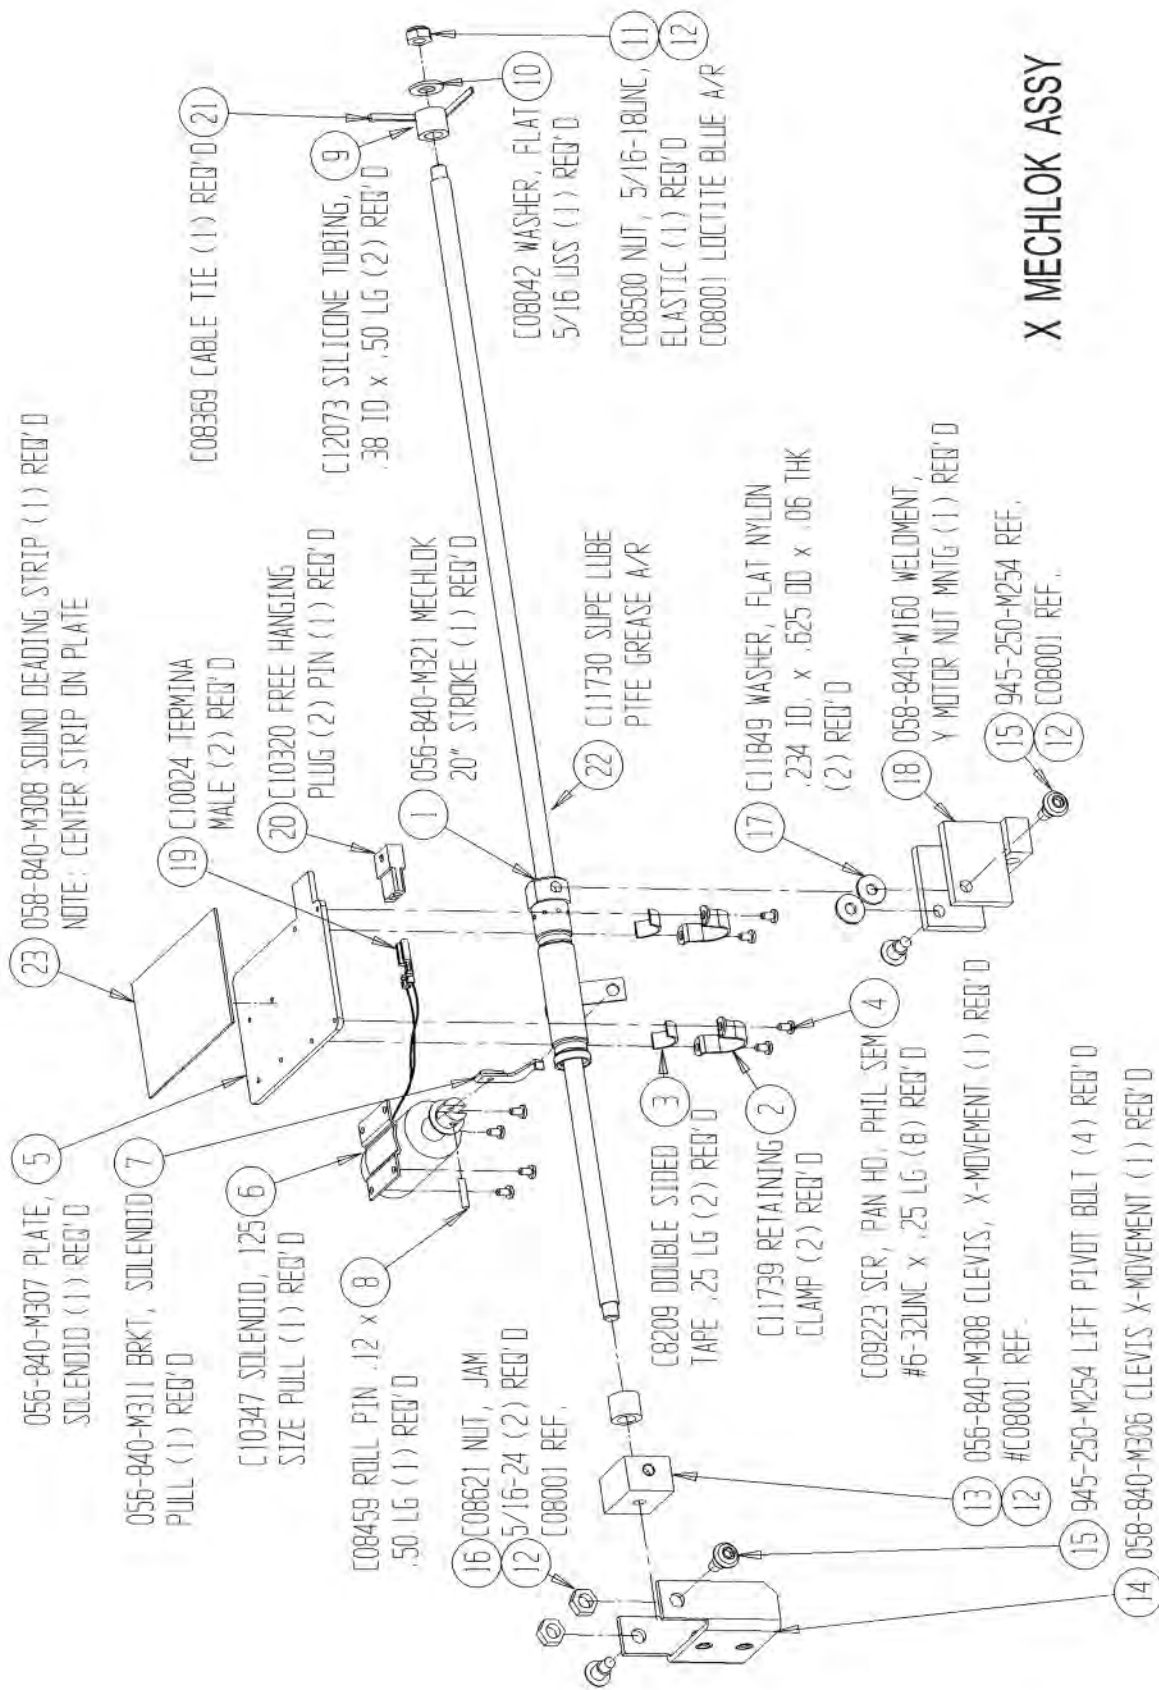 23 058-840-M308 SOUND DEADING STRIP (1) REQ'D
NOTE: CENTER STRIP ON PLATE
056-840-M307 PLATE, 5
SOLENOID (1) REQ'D
056-840-M311 BRKT, SOLENOID 7
PULL (1) REQ'D
C10347 SOLENOID, 125 6
SIZE PULL (1) REQ'D
C08459 ROLL PIN .12 x 8
.50 LG (1) REQ'D
16 C08621 NUT, JAM
12 5/16-24 (2) REQ'D
C08001 REF.
19 C10024 TERMINA
MALE (2) REQ'D
20 C10320 FREE HANGING
PLUG (2) PIN (1) REQ'D
1 056-840-M321 MECHLOK
20" STROKE (1) REQ'D
C08369 CABLE TIE (1) REQ'D 21
C12073 SILICONE TUBING, 9
.38 ID x .50 LG (2) REQ'D
C08042 WASHER, FLAT 10
5/16 USS (1) REQ'D
C08500 NUT, 5/16-18UNC, 11
ELASTIC (1) REQ'D 12
C08001 LOCTITE BLUE A/R
22 C11730 SUPE LUBE
PTFE GREASE A/R
17 C11849 WASHER, FLAT NYLON
.234 ID. x .625 OD x .06 THK
(2) REQ'D
18 058-840-W160 WELDMENT,
Y MOTOR NUT MNTG (1) REQ'D
15 945-250-M254 REF.
12 C08001 REF.
C8209 DOUBLE SIDED 3
TAPE .25 LG (2) REQ'D
C11739 RETAINING 2
CLAMP (2) REQ'D
C09223 SCR, PAN HD, PHIL SEM 4
#6-32UNC x .25 LG (8) REQ'D
13 056-840-M308 CLEVIS, X-MOVEMENT (1) REQ'D
12 #C08001 REF.
15 945-250-M254 LIFT PIVOT BOLT (4) REQ'D
14 058-840-M306 CLEVIS X-MOVEMENT (1) REQ'D
X MECHLOK ASSY